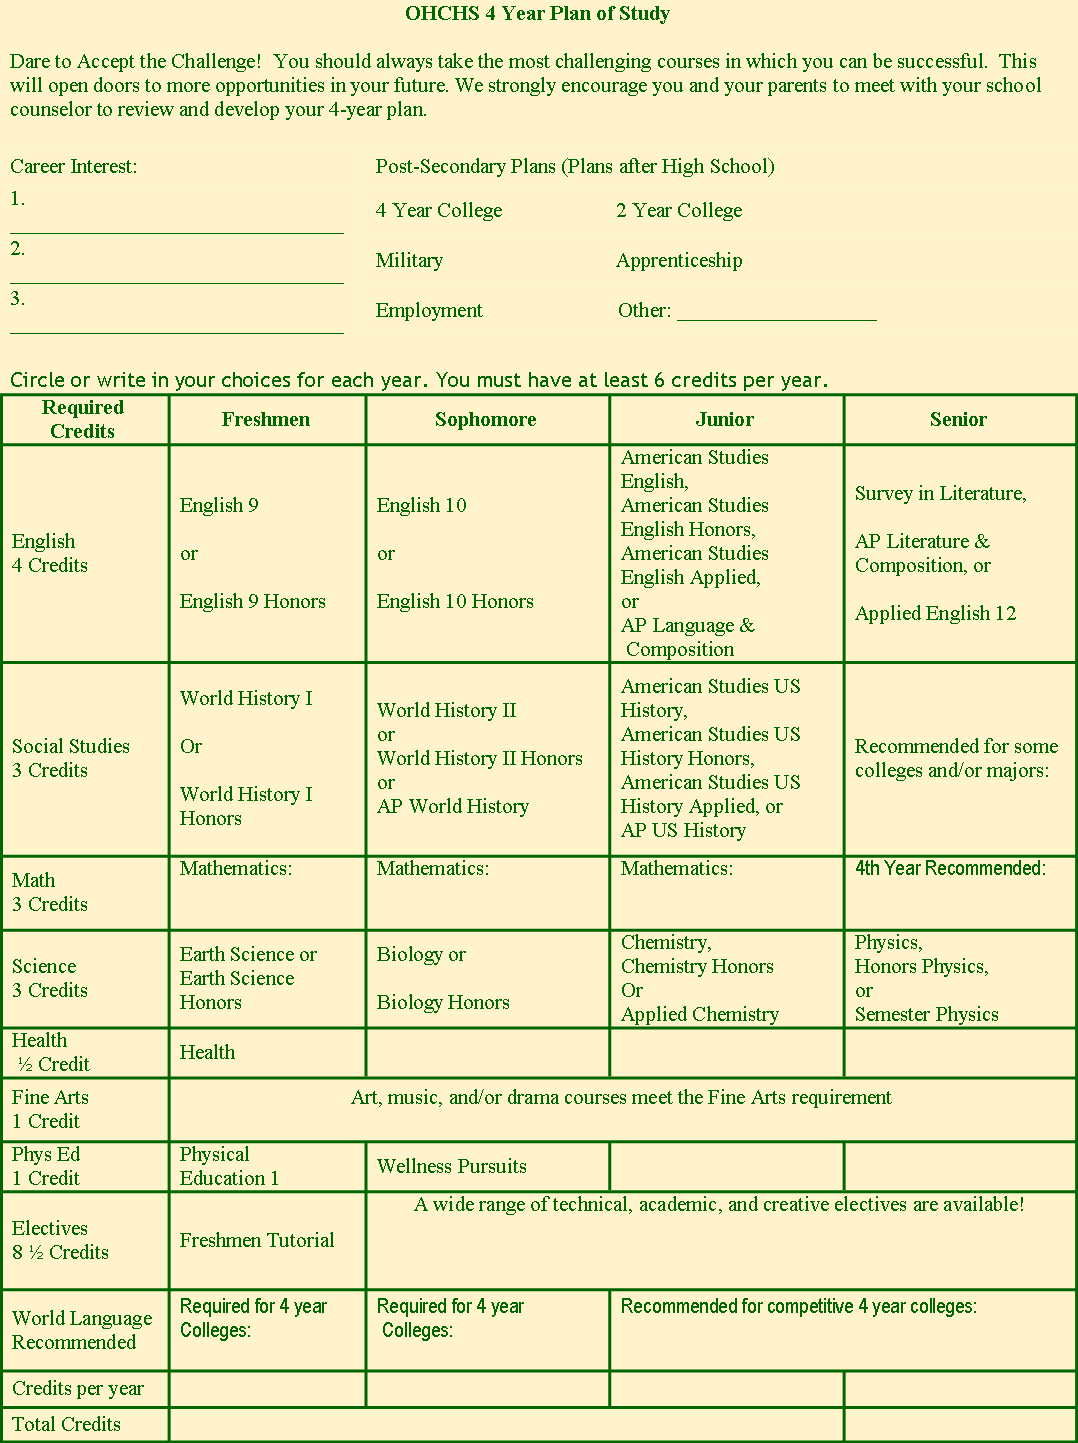 OHCHS 4 Year Plan of Study
Dare to Accept the Challenge!  You should always take the most challenging courses in which you can be successful.  This
will open doors to more opportunities in your future. We strongly encourage you and your parents to meet with your school
counselor to review and develop your 4-year plan.
Career Interest:
1.
2.
3.
Post-Secondary Plans (Plans after High School)
4 Year College
2 Year College
Military
Apprenticeship
Employment
Other: ___________________
Circle or write in your choices for each year. You must have at least 6 credits per year.
Required
Credits
Freshmen
Sophomore
Junior
Senior
English
4 Credits
English 9
or
English 9 Honors
English 10
or
English 10 Honors
American Studies
English,
American Studies
English Honors,
American Studies
English Applied,
or
AP Language &
Composition
Survey in Literature,
AP Literature &
Composition, or
Applied English 12
Social Studies
3 Credits
World History I
Or
World History I
Honors
World History II
or
World History II Honors
or
AP World History
American Studies US
History,
American Studies US
History Honors,
American Studies US
History Applied, or
AP US History
Recommended for some
colleges and/or majors:
Math
3 Credits
Mathematics:
Mathematics:
Mathematics:
4th Year Recommended:
Science
3 Credits
Earth Science or
Earth Science
Honors
Biology or
Biology Honors
Chemistry,
Chemistry Honors
Or
Applied Chemistry
Physics,
Honors Physics,
or
Semester Physics
Health
½ Credit
Health
Fine Arts
1 Credit
Art, music, and/or drama courses meet the Fine Arts requirement
Phys Ed
1 Credit
Physical
Education 1
Wellness Pursuits
Electives
8 ½ Credits
Freshmen Tutorial
A wide range of technical, academic, and creative electives are available!
World Language
Recommended
Required for 4 year
Colleges:
Required for 4 year
Colleges:
Recommended for competitive 4 year colleges:
Credits per year
Total Credits